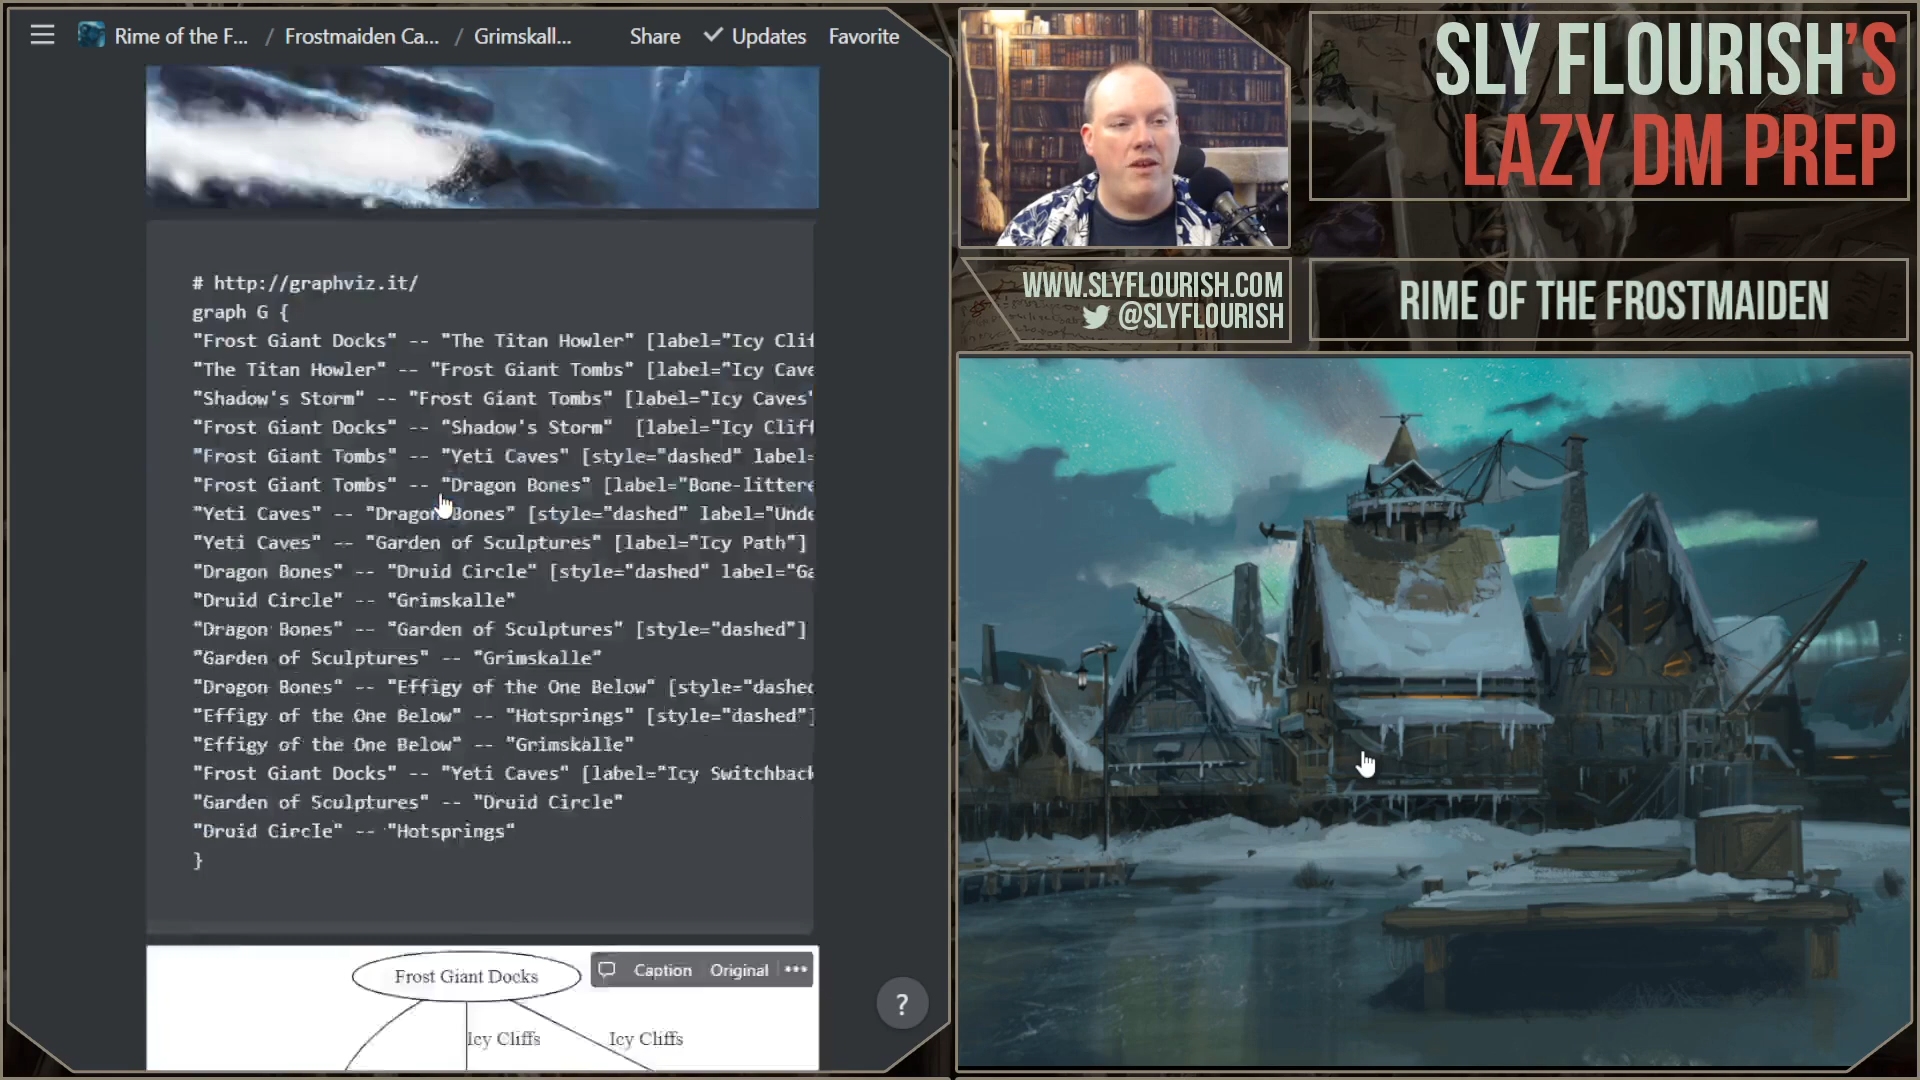 Rime of the F... / Frostmaiden Ca... / Grimskall... Share Updates Favorite
# http://graphviz.it/
graph G {
"Frost Giant Docks" -- "The Titan Howler" [label="Icy Clif
"The Titan Howler" -- "Frost Giant Tombs" [label="Icy Cave
"Shadow's Storm" -- "Frost Giant Tombs" [label="Icy Caves"
"Frost Giant Docks" -- "Shadow's Storm"  [label="Icy Cliff
"Frost Giant Tombs" -- "Yeti Caves" [style="dashed" label=
"Frost Giant Tombs" -- "Dragon Bones" [label="Bone-littere
"Yeti Caves" -- "Dragon Bones" [style="dashed" label="Unde
"Yeti Caves" -- "Garden of Sculptures" [label="Icy Path"]
"Dragon Bones" -- "Druid Circle" [style="dashed" label="Ga
"Druid Circle" -- "Grimskalle"
"Dragon Bones" -- "Garden of Sculptures" [style="dashed"]
"Garden of Sculptures" -- "Grimskalle"
"Dragon Bones" -- "Effigy of the One Below" [style="dashed
"Effigy of the One Below" -- "Hotsprings" [style="dashed"]
"Effigy of the One Below" -- "Grimskalle"
"Frost Giant Docks" -- "Yeti Caves" [label="Icy Switchback
"Garden of Sculptures" -- "Druid Circle"
"Druid Circle" -- "Hotsprings"
}
Frost Giant Docks
Caption Original •••
Icy Cliffs
Icy Cliffs
?
SLY FLOURISH'S
LAZY DM PREP
WWW.SLYFLOURISH.COM
@SLYFLOURISH
RIME OF THE FROSTMAIDEN